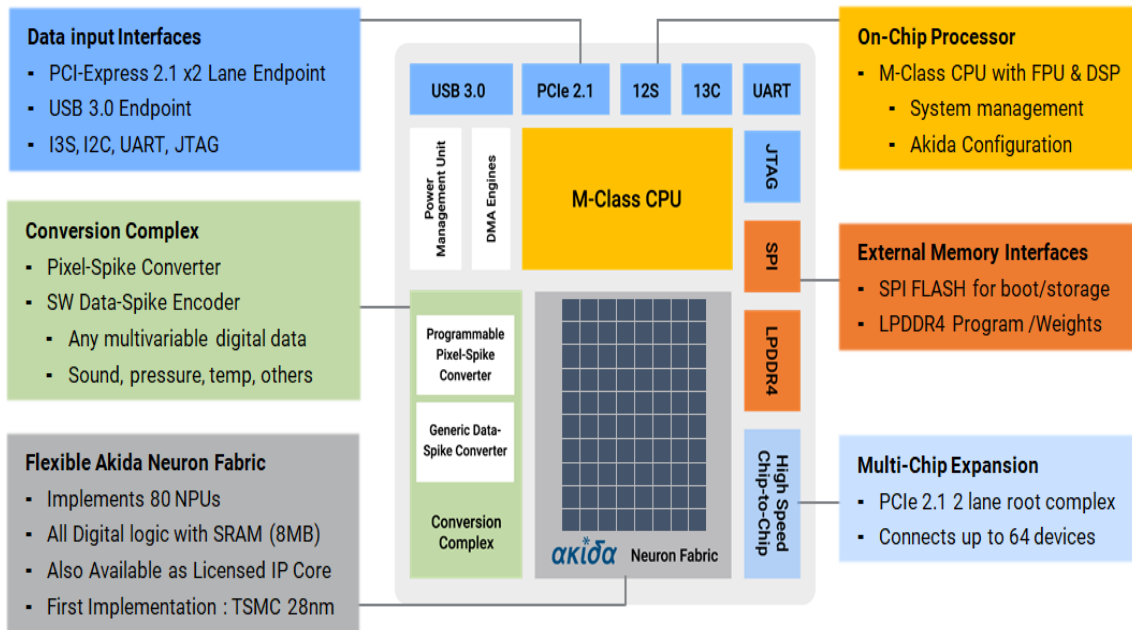 Data input Interfaces
▪ PCI-Express 2.1 x2 Lane Endpoint
▪ USB 3.0 Endpoint
▪ I3S, I2C, UART, JTAG
Conversion Complex
▪ Pixel-Spike Converter
▪ SW Data-Spike Encoder
▪ Any multivariable digital data
▪ Sound, pressure, temp, others
Flexible Akida Neuron Fabric
▪ Implements 80 NPUs
▪ All Digital logic with SRAM (8MB)
▪ Also Available as Licensed IP Core
▪ First Implementation : TSMC 28nm
USB 3.0
PCIe 2.1
12S
13C
UART
Power
Management Unit
DMA Engines
M-Class CPU
JTAG
SPI
LPDDR4
High Speed
Chip-to-Chip
Programmable
Pixel-Spike
Converter
Generic Data-
Spike Converter
Conversion
Complex
akida Neuron Fabric
On-Chip Processor
▪ M-Class CPU with FPU & DSP
▪ System management
▪ Akida Configuration
External Memory Interfaces
▪ SPI FLASH for boot/storage
▪ LPDDR4 Program /Weights
Multi-Chip Expansion
▪ PCIe 2.1 2 lane root complex
▪ Connects up to 64 devices